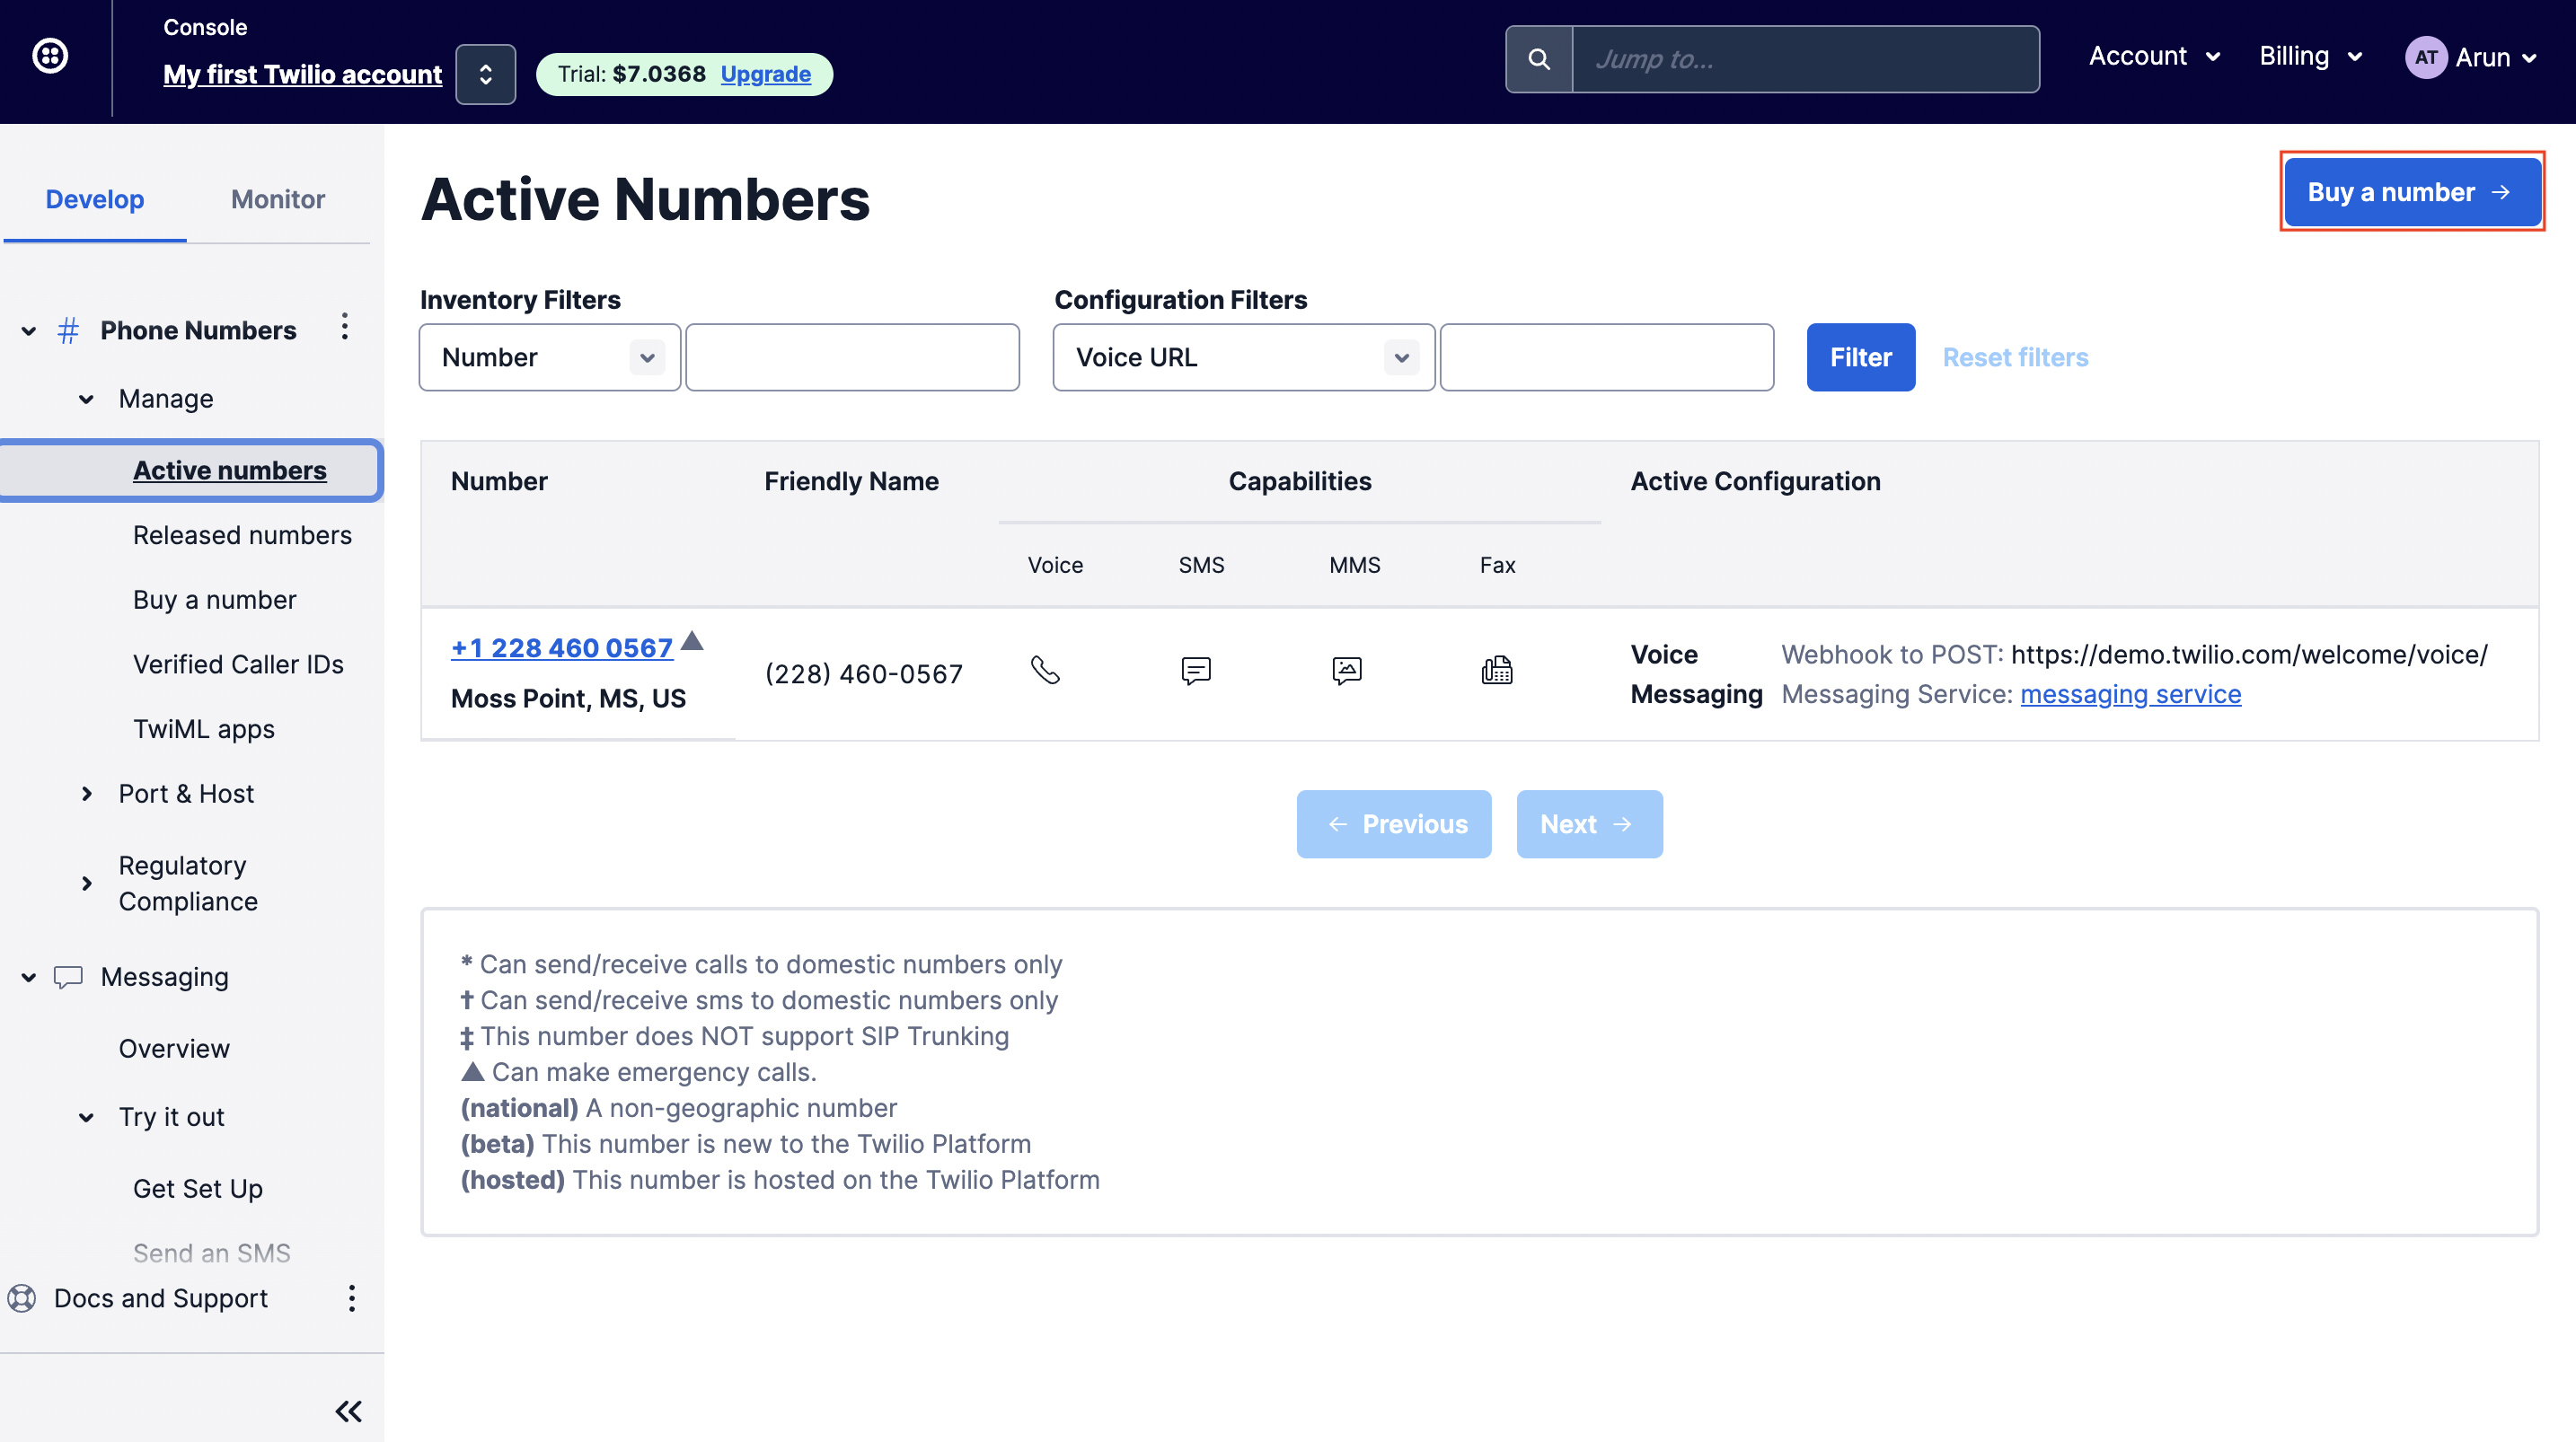 Console
My first Twilio account
Trial: $7.0368 Upgrade
Jump to...
Account
Billing
AT Arun
Develop
Monitor
Phone Numbers
Manage
Active numbers
Released numbers
Buy a number
Verified Caller IDs
TwiML apps
Port & Host
Regulatory
Compliance
Messaging
Overview
Try it out
Get Set Up
Send an SMS
Docs and Support
Active Numbers
Buy a number →
Inventory Filters
Configuration Filters
Number
Voice URL
Filter
Reset filters
Number
Friendly Name
Capabilities
Active Configuration
Voice
SMS
MMS
Fax
+1 228 460 0567 ▲
Moss Point, MS, US
(228) 460-0567
Voice Webhook to POST: https://demo.twilio.com/welcome/voice/
Messaging Messaging Service: messaging service
← Previous
Next →
* Can send/receive calls to domestic numbers only
† Can send/receive sms to domestic numbers only
‡ This number does NOT support SIP Trunking
▲ Can make emergency calls.
(national) A non-geographic number
(beta) This number is new to the Twilio Platform
(hosted) This number is hosted on the Twilio Platform